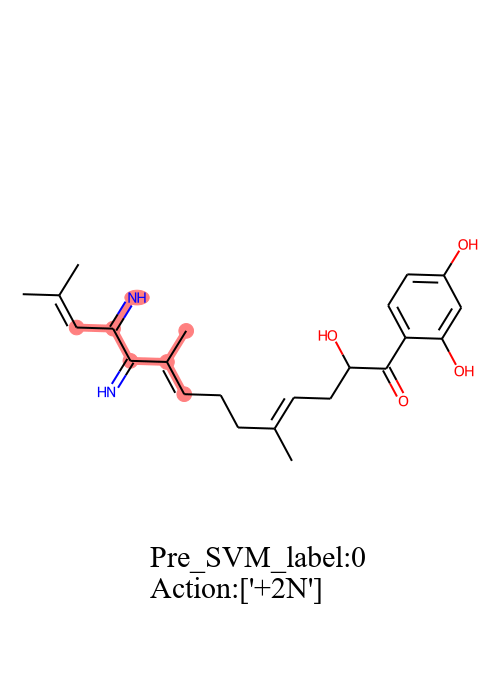 OH
NH
HO
OH
HN
O
Pre_SVM_label:0
Action:['+2N']